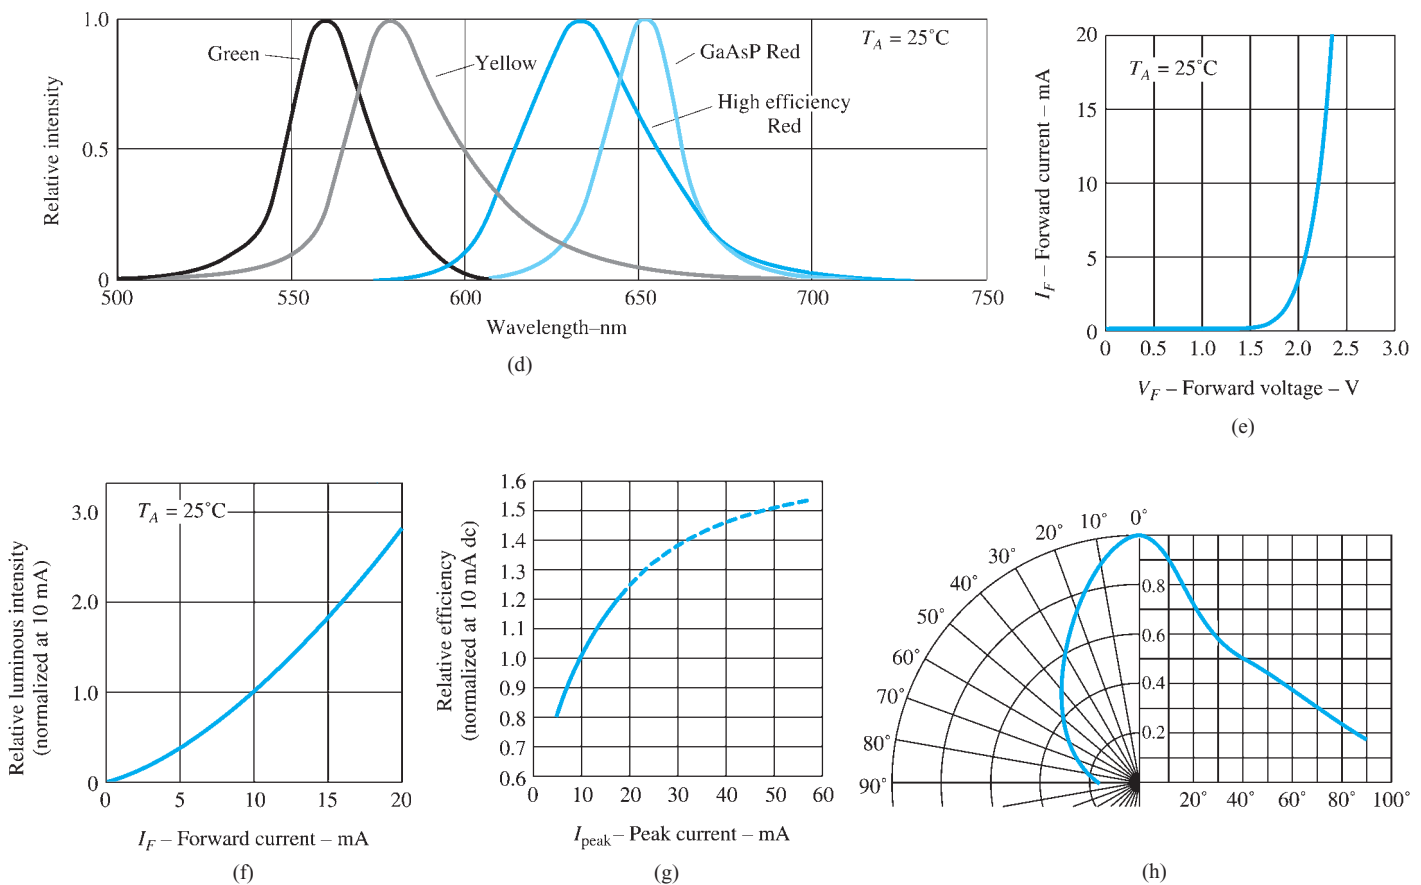 1.0
0.5
0
Relative intensity
Green
Yellow
GaAsP Red
High efficiency
Red
T_A = 25°C
500
550
600
650
700
750
Wavelength–nm
(d)
20
15
10
5
0
I_F – Forward current – mA
T_A = 25°C
0
0.5
1.0
1.5
2.0
2.5
3.0
V_F – Forward voltage – V
(e)
3.0
2.0
1.0
0
Relative luminous intensity
(normalized at 10 mA)
T_A = 25°C
0
5
10
15
20
I_F – Forward current – mA
(f)
1.6
1.5
1.4
1.3
1.2
1.1
1.0
0.9
0.8
0.7
0.6
Relative efficiency
(normalized at 10 mA dc)
0
10
20
30
40
50
60
I_peak – Peak current – mA
(g)
0°
10°
20°
30°
40°
50°
60°
70°
80°
90°
0.8
0.6
0.4
0.2
20°
40°
60°
80°
100°
(h)